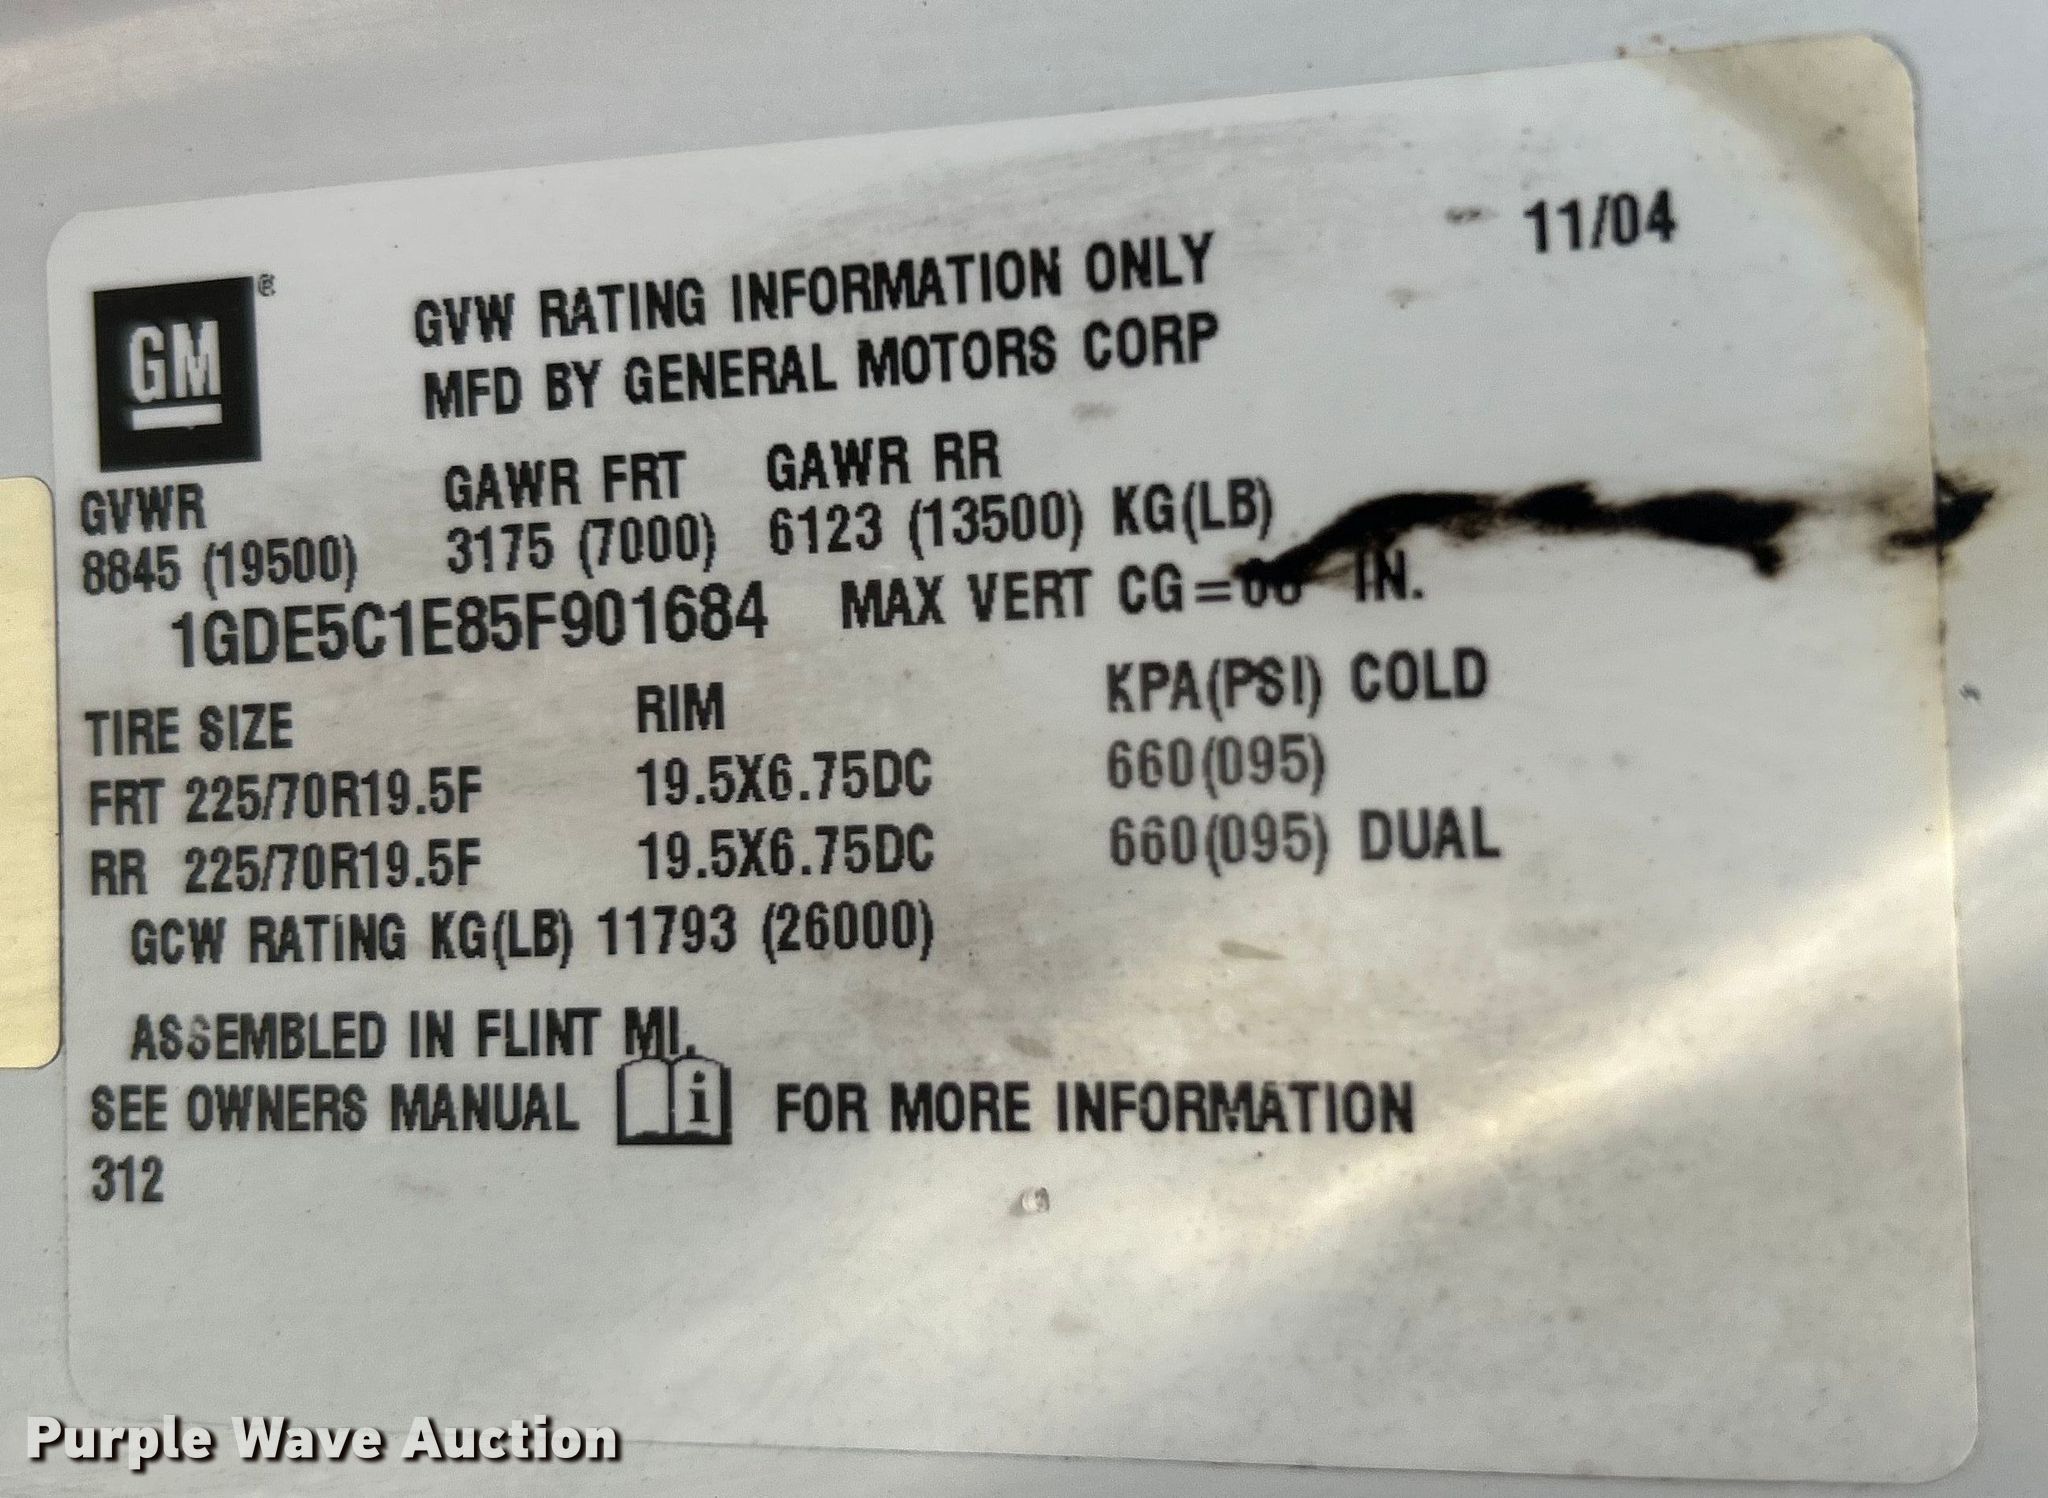 GM ®
GVW RATING INFORMATION ONLY
11/04
MFD BY GENERAL MOTORS CORP
GVWR GAWR FRT GAWR RR
8845 (19500) 3175 (7000) 6123 (13500) KG(LB)
1GDE5C1E85F901684 MAX VERT CG= IN.
TIRE SIZE RIM KPA(PSI) COLD
FRT 225/70R19.5F 19.5X6.75DC 660(095)
RR 225/70R19.5F 19.5X6.75DC 660(095) DUAL
GCW RATING KG(LB) 11793 (26000)
ASSEMBLED IN FLINT MI.
SEE OWNERS MANUAL i FOR MORE INFORMATION
312
Purple Wave Auction